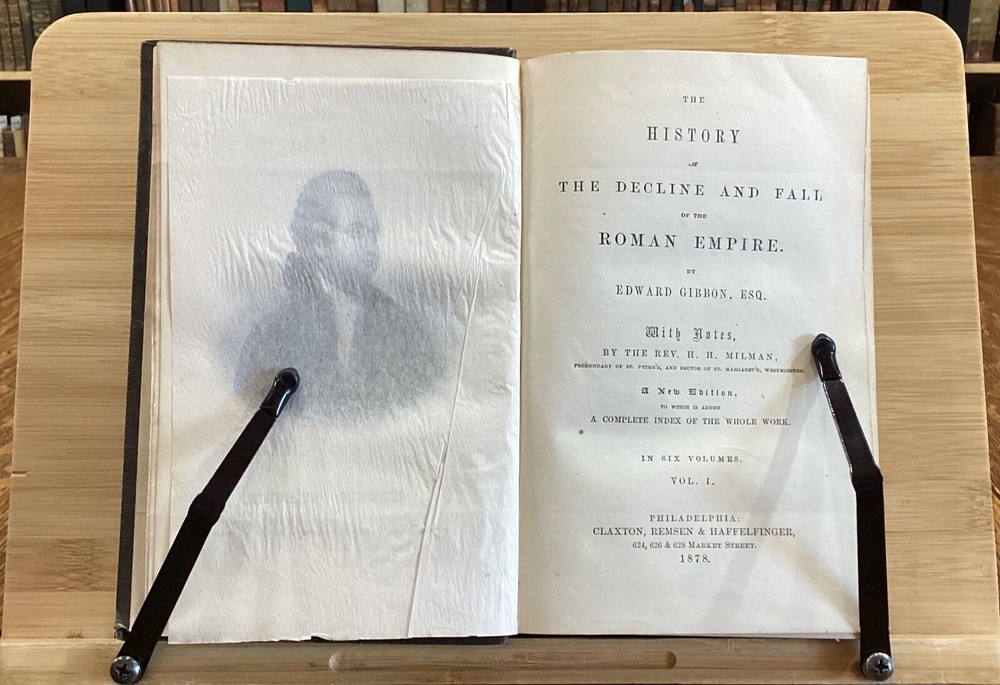 THE
HISTORY
OF
THE DECLINE AND FALL
OF THE
ROMAN EMPIRE.
BY
EDWARD GIBBON, ESQ.
With Notes,
BY THE REV. H. H. MILMAN,
PREBENDARY OF ST. PETER'S, AND RECTOR OF ST. MARGARET'S, WESTMINSTER.
A New Edition,
TO WHICH IS ADDED
A COMPLETE INDEX OF THE WHOLE WORK.
IN SIX VOLUMES.
VOL. I.
PHILADELPHIA:
CLAXTON, REMSEN & HAFFELFINGER,
624, 626 & 628 MARKET STREET.
1878.